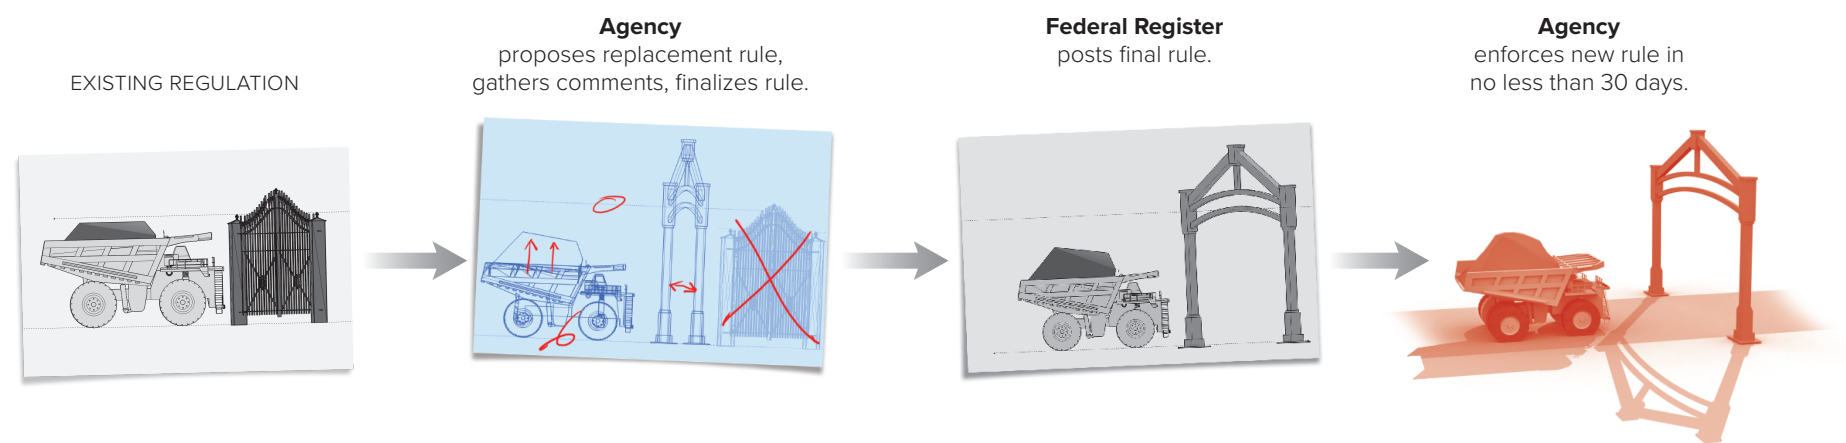 EXISTING REGULATION
Agency
proposes replacement rule,
gathers comments, finalizes rule.
Federal Register
posts final rule.
Agency
enforces new rule in
no less than 30 days.